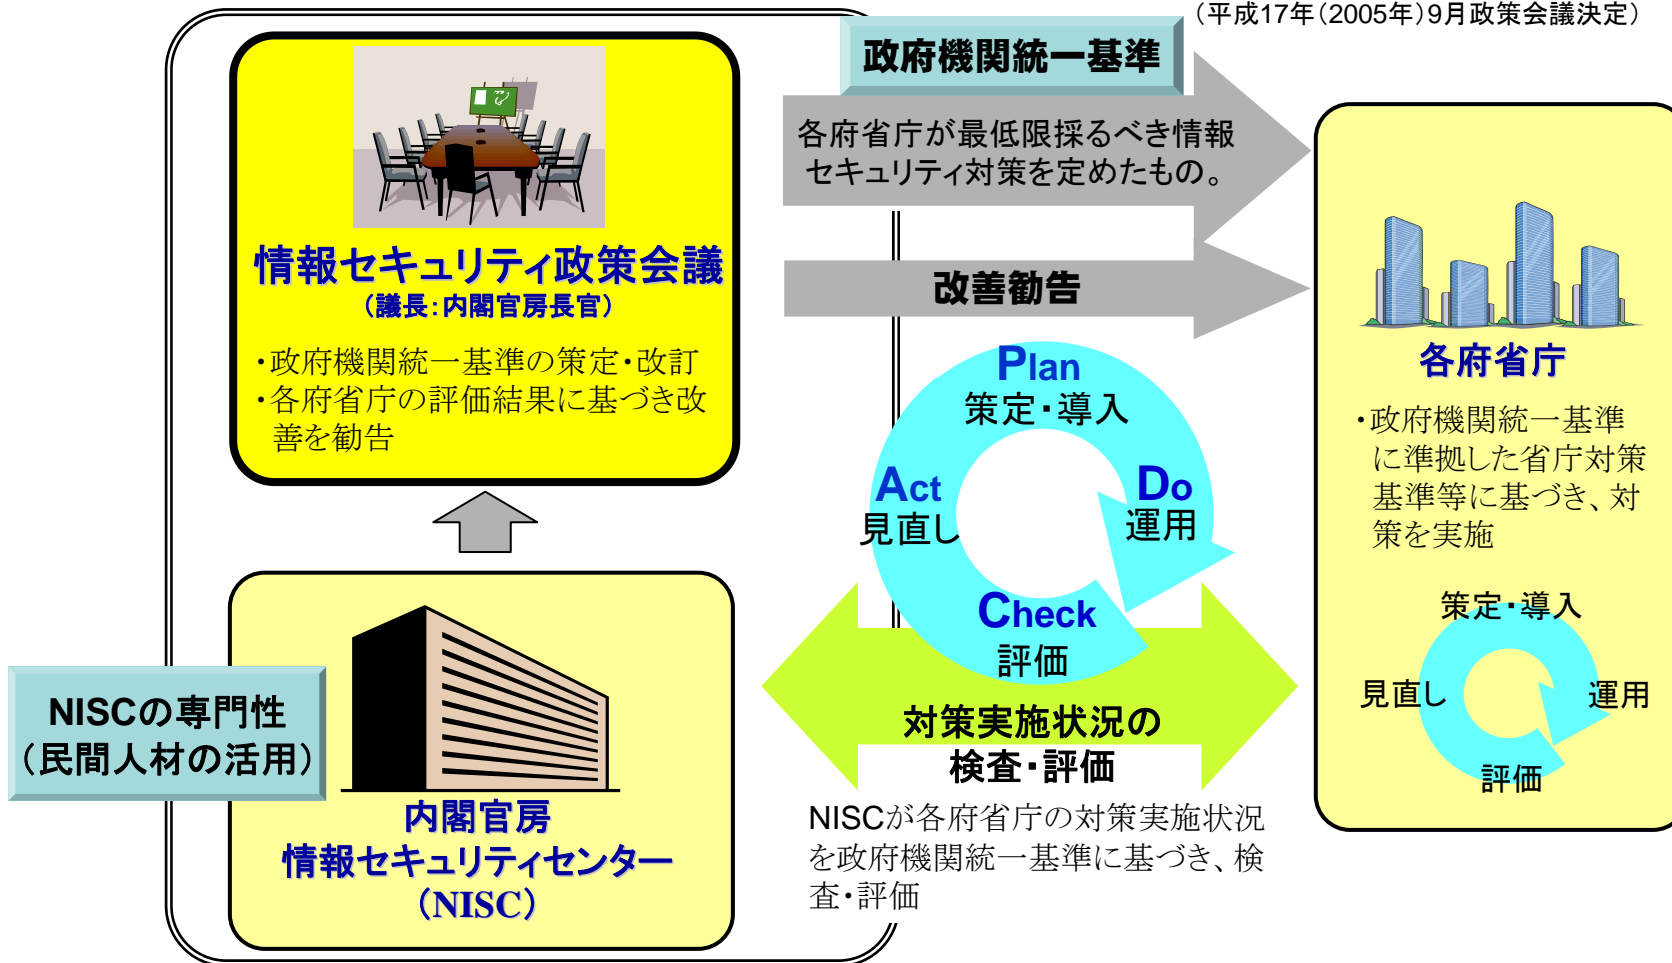 (平成17年(2005年)9月政策会議決定)
政府機関統一基準
各府省庁が最低限採るべき情報
セキュリティ対策を定めたもの。
改善勧告
情報セキュリティ政策会議
(議長:内閣官房長官)
・政府機関統一基準の策定・改訂
・各府省庁の評価結果に基づき改
善を勧告
Plan
策定・導入
Act
見直し
Do
運用
Check
評価
対策実施状況の
検査・評価
NISCが各府省庁の対策実施状況
を政府機関統一基準に基づき、検
査・評価
NISCの専門性
(民間人材の活用)
内閣官房
情報セキュリティセンター
(NISC)
各府省庁
・政府機関統一基準
に準拠した省庁対策
基準等に基づき、対
策を実施
策定・導入
見直し
運用
評価